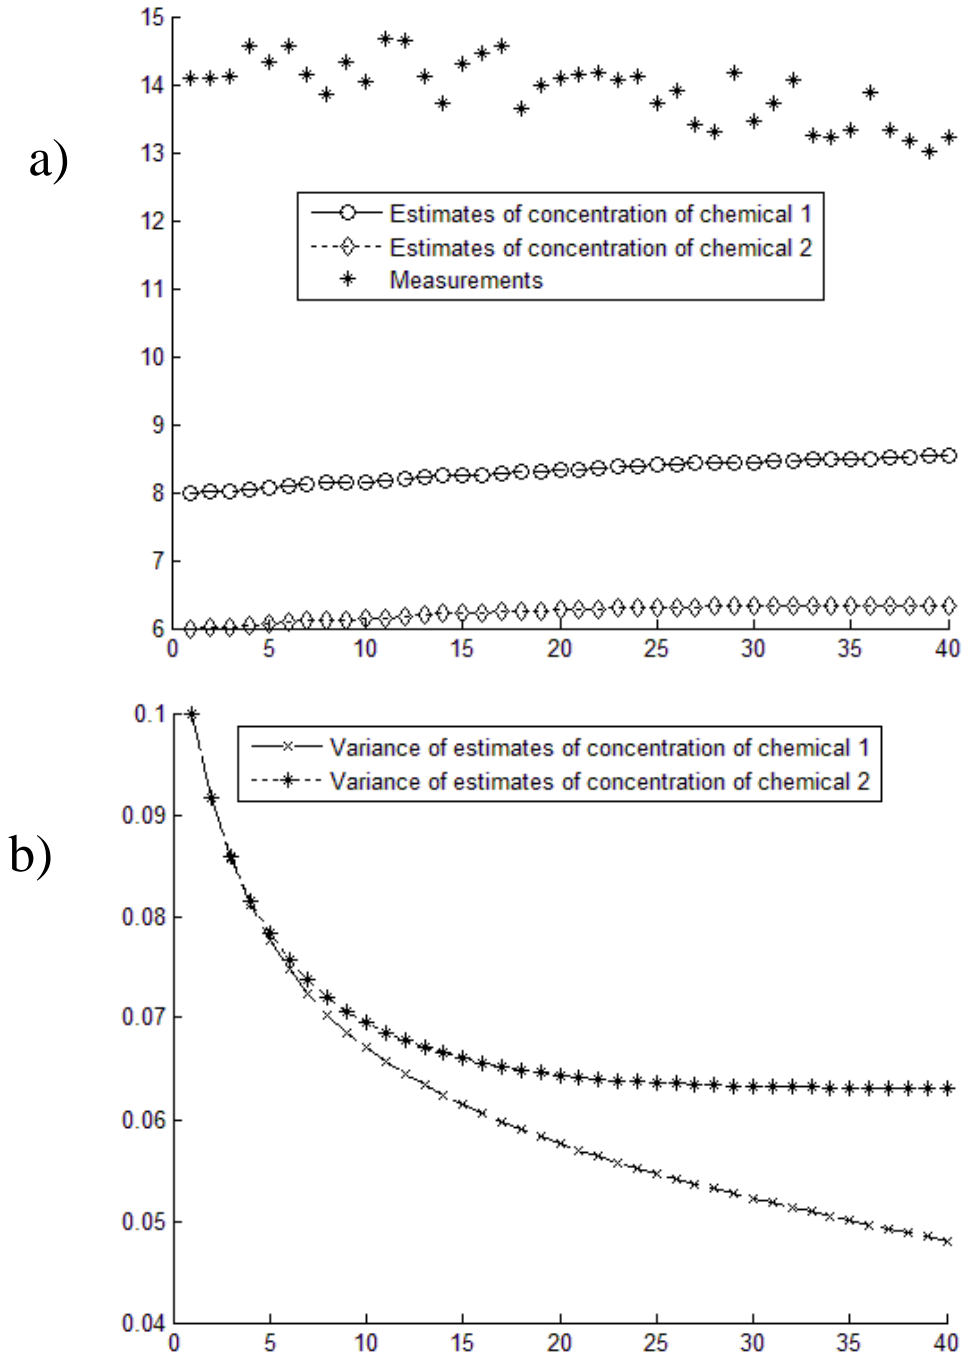 15
14
a)
13
12
Estimates of concentration of chemical 1
Estimates of concentration of chemical 2
11
Measurements
10
9
8
7
6
0 5 10 15 20 25 30 35 40
0.1
Variance of estimates of concentration of chemical 1
Variance of estimates of concentration of chemical 2
0.09
b)
0.08
0.07
0.06
0.05
0.04
0 5 10 15 20 25 30 35 40